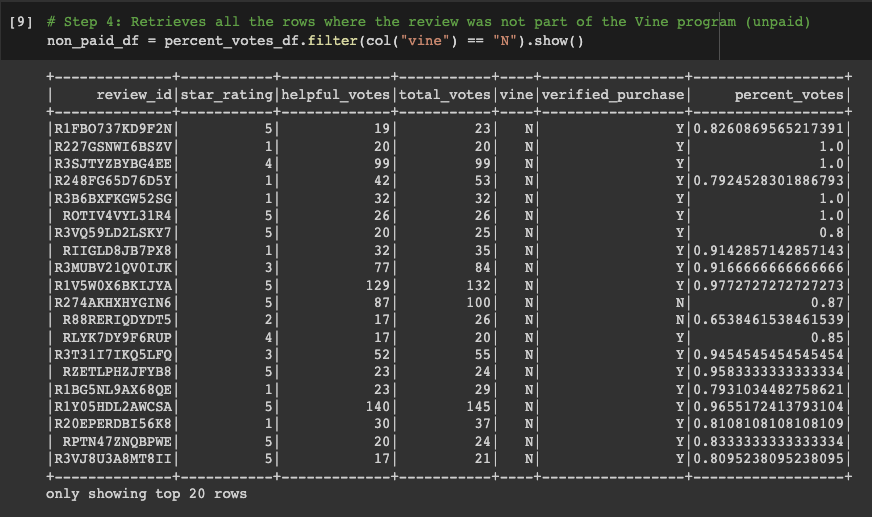 [9] # Step 4: Retrieves all the rows where the review was not part of the Vine program (unpaid)
non_paid_df = percent_votes_df.filter(col("vine") == "N").show()
+--------------+-----------+-------------+-----------+----+-----------------+------------------+
|     review_id|star_rating|helpful_votes|total_votes|vine|verified_purchase|     percent_votes|
+--------------+-----------+-------------+-----------+----+-----------------+------------------+
|R1FBO737KD9F2N|          5|           19|         23|   N|                Y|0.8260869565217391|
|R227GSNWI6BSZV|          1|           20|         20|   N|                Y|               1.0|
|R3SJTYZBYBG4EE|          4|           99|         99|   N|                Y|               1.0|
|R248FG65D76D5Y|          1|           42|         53|   N|                Y|0.7924528301886793|
|R3B6BXFKGW52SG|          1|           32|         32|   N|                Y|               1.0|
| ROTIV4VYL31R4|          5|           26|         26|   N|                Y|               1.0|
|R3VQ59LD2LSKY7|          5|           20|         25|   N|                Y|               0.8|
| RIIGLD8JB7PX8|          1|           32|         35|   N|                Y|0.9142857142857143|
|R3MUBV21QV0IJK|          3|           77|         84|   N|                Y|0.9166666666666666|
|R1V5W0X6BKIJYA|          5|          129|        132|   N|                Y|0.9772727272727273|
|R274AKHXHYGIN6|          5|           87|        100|   N|                N|              0.87|
| R88RERIQDYDT5|          2|           17|         26|   N|                N|0.6538461538461539|
| RLYK7DY9F6RUP|          4|           17|         20|   N|                Y|              0.85|
|R3T31I7IKQ5LFQ|          3|           52|         55|   N|                Y|0.9454545454545454|
| RZETLPHZJFYB8|          5|           23|         24|   N|                Y|0.9583333333333334|
|R1BG5NL9AX68QE|          1|           23|         29|   N|                Y|0.7931034482758621|
|R1Y05HDL2AWCSA|          5|          140|        145|   N|                Y|0.9655172413793104|
|R20EPERDBI56K8|          1|           30|         37|   N|                Y|0.8108108108108109|
| RPTN47ZNQBPWE|          5|           20|         24|   N|                Y|0.8333333333333334|
|R3VJ8U3A8MT8II|          5|           17|         21|   N|                Y|0.8095238095238095|
+--------------+-----------+-------------+-----------+----+-----------------+------------------+
only showing top 20 rows